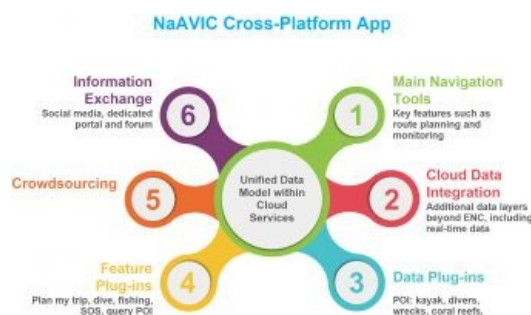 NaAVIC Cross-Platform App
Information
Exchange
Social media, dedicated
portal and forum
6
Main Navigation
Tools
Key features such as
route planning and
monitoring
1
Crowdsourcing
5
Unified Data
Model within
Cloud
Services
2
Cloud Data
Integration
Additional data layers
beyond ENC, including
real-time data
Feature
Plug-ins
Plan my trip, dive, fishing,
SOS, query POI
4
3
Data Plug-ins
POI: kayak, divers,
wrecks, coral reefs,